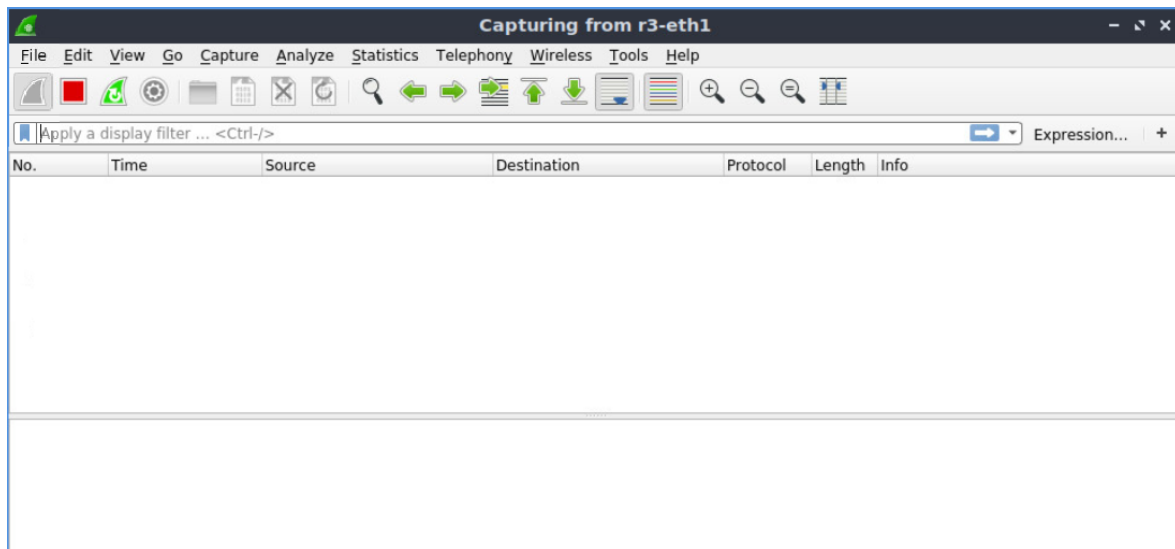 Capturing from r3-eth1
File Edit View Go Capture Analyze Statistics Telephony Wireless Tools Help
Apply a display filter ... <Ctrl-/> Expression... +
No. Time Source Destination Protocol Length Info